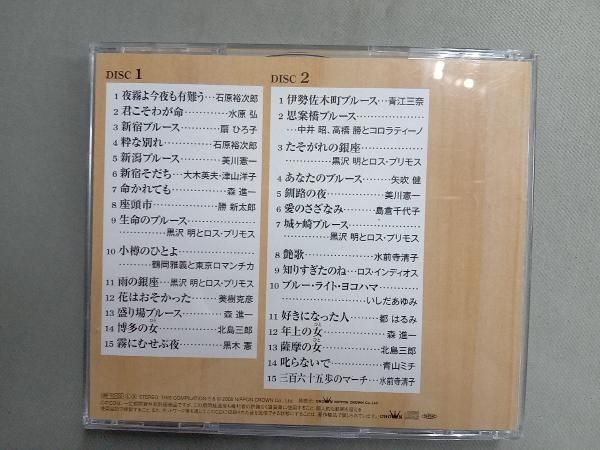 DISC 1
1 夜霧よ今夜も有難う…石原裕次郎
2 君こそわが命………水原 弘
3 新宿ブルース………扇 ひろ子
4 粋な別れ………石原裕次郎
5 新潟ブルース………美川憲一
6 新宿そだち…大木英夫・津山洋子
7 命かれても………森 進一
8 座頭市………勝 新太郎
9 生命のブルース………
………黒沢 明とロス・プリモス
10 小樽のひとよ………
………鶴岡雅義と東京ロマンチカ
11 雨の銀座…黒沢 明とロス・プリモス
12 花はおそかった………美樹克彦
13 盛り場ブルース………森 進一
14 博多の女………北島三郎
15 霧にむせぶ夜………黒木 憲
DISC 2
1 伊勢佐木町ブルース…青江三奈
2 思案橋ブルース………
…中井 昭、高橋 勝とコロラティーノ
3 たそがれの銀座………
………黒沢 明とロス・プリモス
4 あなたのブルース………矢吹 健
5 釧路の夜………美川憲一
6 愛のさざなみ………島倉千代子
7 城ヶ崎ブルース………
………黒沢 明とロス・プリモス
8 艶歌………水前寺清子
9 知りすぎたのね…ロス・インディオス
10 ブルー・ライト・ヨコハマ………
………いしだあゆみ
11 好きになった人………都 はるみ
12 年上の女………森 進一
13 薩摩の女………北島三郎
14 叱らないで………青山ミチ
15 三百六十五歩のマーチ…水前寺清子
STEREO
CROWN NIPPON CROWN Co., Ltd.